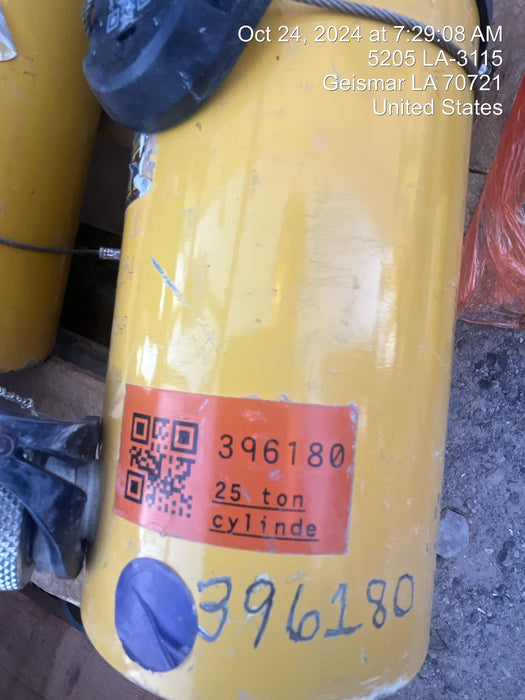 Oct 24, 2024 at 7:29:08 AM
5205 LA-3115
Geismar LA 70721
United States
396180
25 ton
cylinde
396180